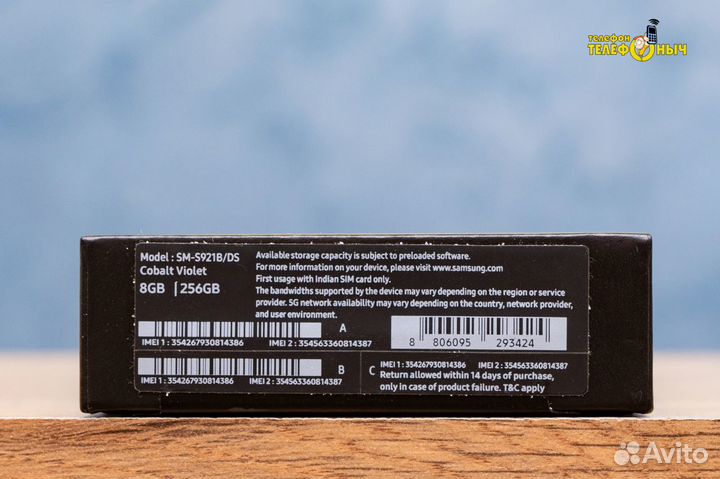 ТЕЛЕФОН
ТЕЛЕФОНЫЧ
Model : SM-S921B/DS
Cobalt Violet
8GB | 256GB
Available storage capacity is subject to preloaded software.
For more information on your device, please visit www.samsung.com
First usage with Indian SIM card only.
The bandwidths supported by the device may vary depending on the region or service
provider. 5G network availability may vary depending on the country, network provider,
and user environment.
A
IMEI 1 : 354267930814386 IMEI 2 : 354563360814387
8 806095 293424
B
IMEI 1 : 354267930814386 IMEI 2 : 354563360814387
C
IMEI 1 : 354267930814386 IMEI 2 : 354563360814387
Return allowed within 14 days of purchase,
only in case of product failure. T&C apply
Avito